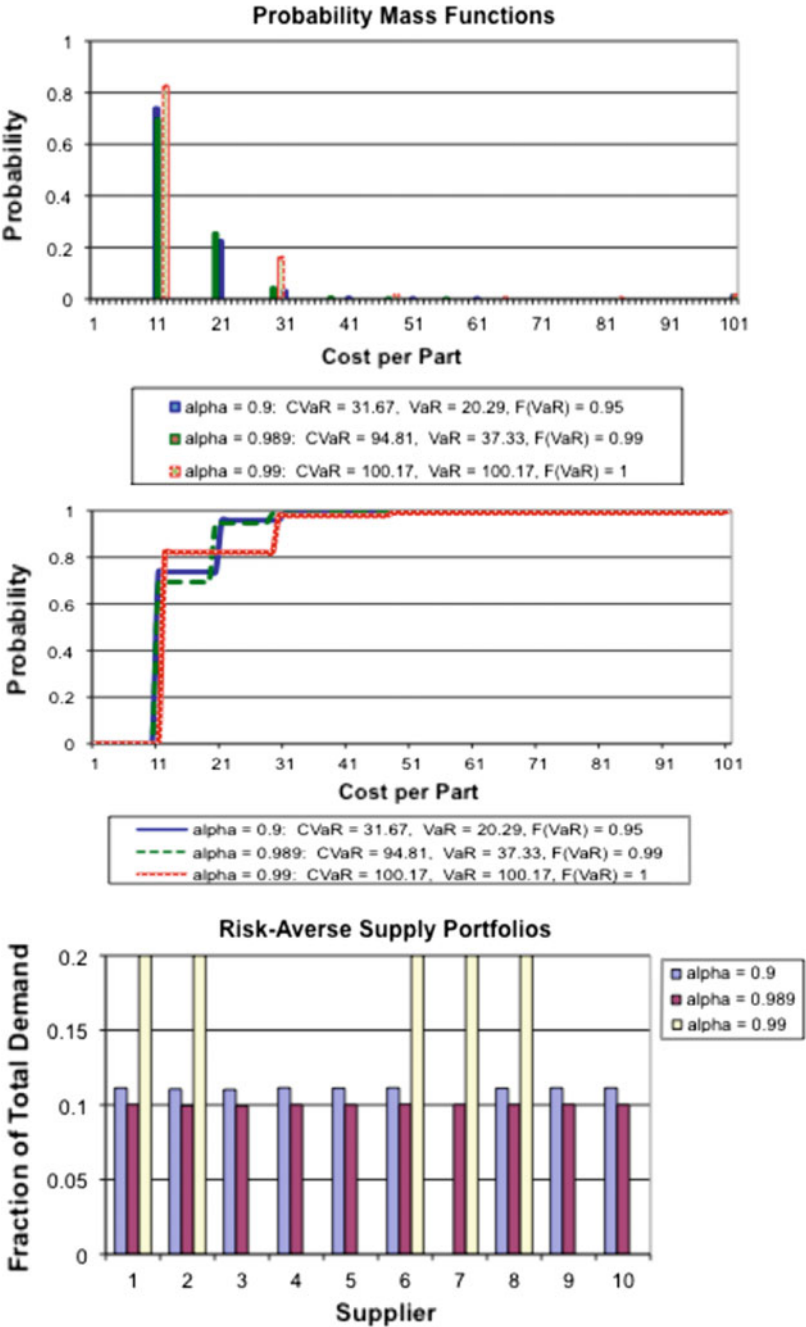 Probability Mass Functions
1
0.8
0.6
0.4
0.2
0
Probability
1 11 21 31 41 51 61 71 81 91 101
Cost per Part
alpha = 0.9: CVaR = 31.67, VaR = 20.29, F(VaR) = 0.95
alpha = 0.989: CVaR = 94.81, VaR = 37.33, F(VaR) = 0.99
alpha = 0.99: CVaR = 100.17, VaR = 100.17, F(VaR) = 1
1
0.8
0.6
0.4
0.2
0
Probability
1 11 21 31 41 51 61 71 81 91 101
Cost per Part
alpha = 0.9: CVaR = 31.67, VaR = 20.29, F(VaR) = 0.95
alpha = 0.989: CVaR = 94.81, VaR = 37.33, F(VaR) = 0.99
alpha = 0.99: CVaR = 100.17, VaR = 100.17, F(VaR) = 1
Risk-Averse Supply Portfolios
0.2
0.15
0.1
0.05
0
Fraction of Total Demand
1 2 3 4 5 6 7 8 9 10
Supplier
alpha = 0.9
alpha = 0.989
alpha = 0.99